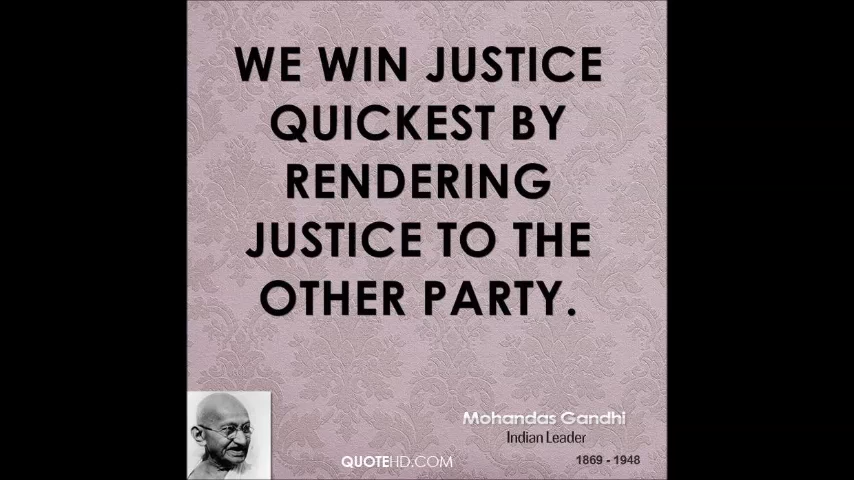 WE WIN JUSTICE
QUICKEST BY
RENDERING
JUSTICE TO THE
OTHER PARTY.
Mohandas Gandhi
Indian Leader
QUOTEHD.COM
1869 - 1948